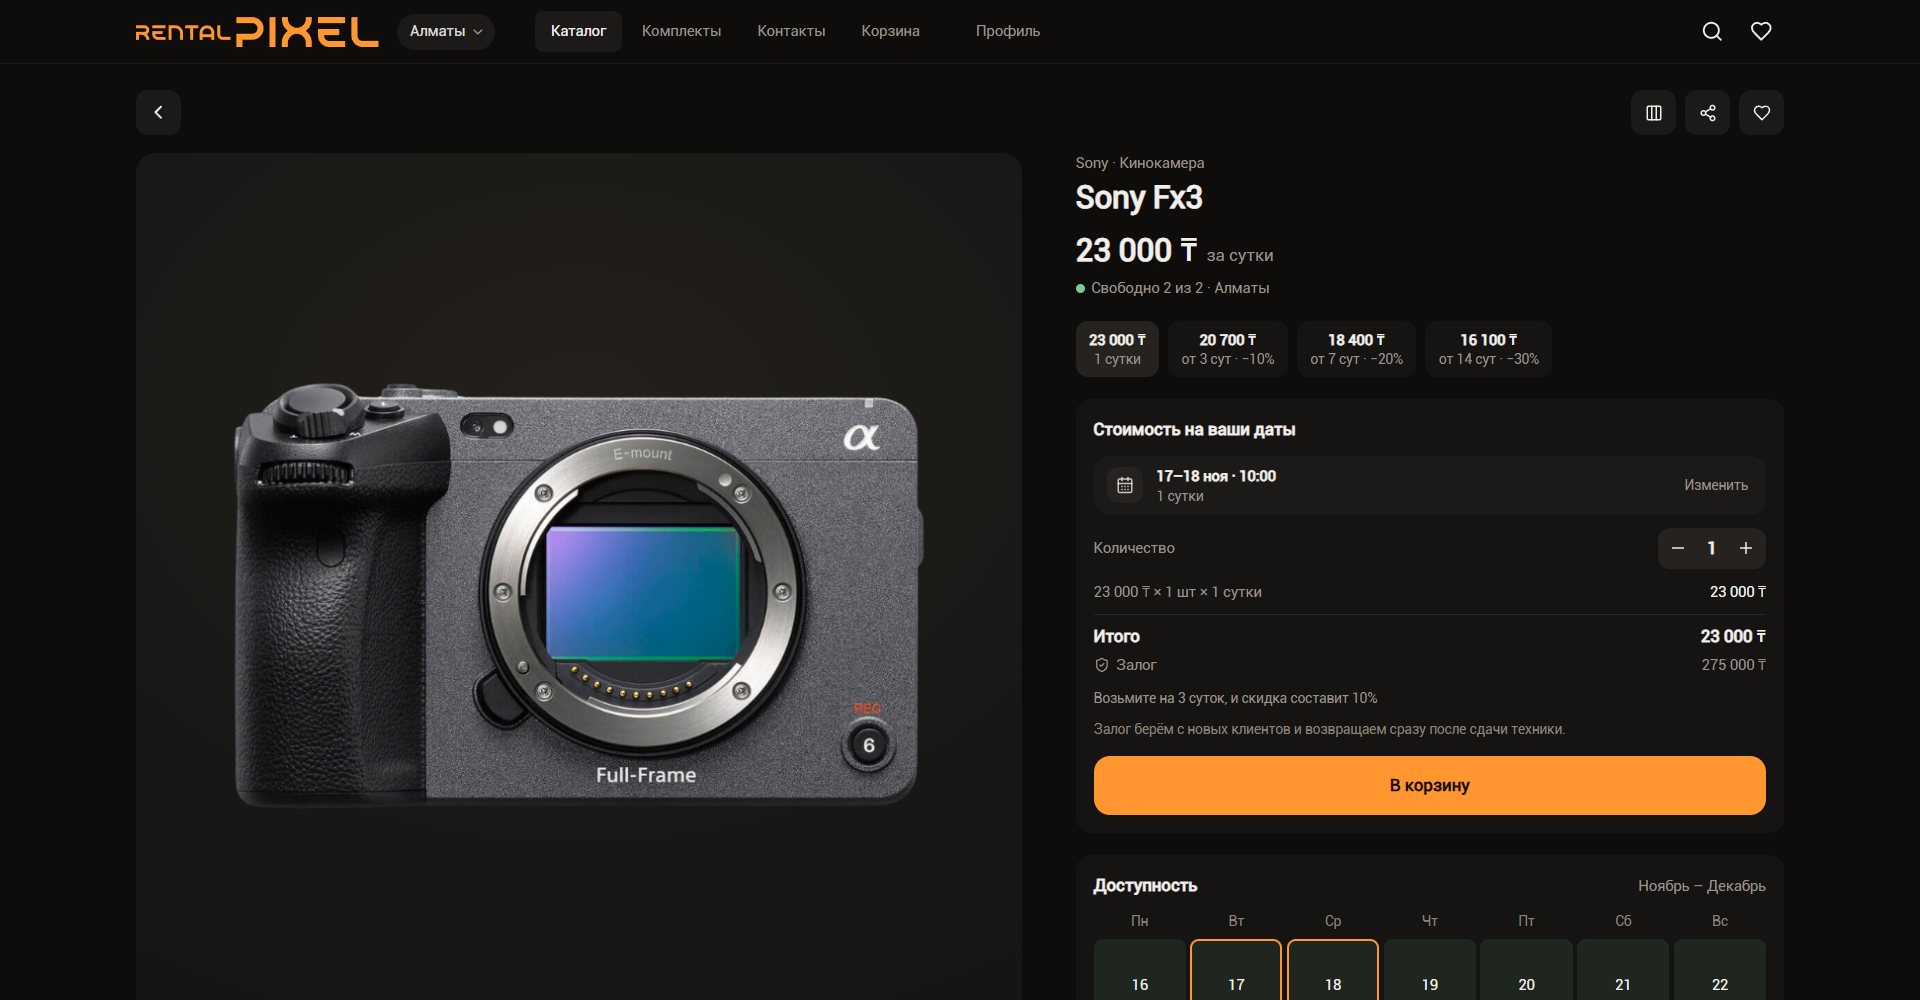 RENTAL PIXEL Алматы Каталог Комплекты Контакты Корзина Профиль
Sony · Кинокамера
Sony Fx3
23 000 ₸ за сутки
Свободно 2 из 2 · Алматы
23 000 ₸ 20 700 ₸ 18 400 ₸ 16 100 ₸
1 сутки от 3 сут · −10% от 7 сут · −20% от 14 сут · −30%
Стоимость на ваши даты
17–18 ноя · 10:00
1 сутки
Изменить
Количество − 1 +
23 000 ₸ × 1 шт × 1 сутки 23 000 ₸
Итого 23 000 ₸
Залог 275 000 ₸
Возьмите на 3 суток, и скидка составит 10%
Залог берём с новых клиентов и возвращаем сразу после сдачи техники.
В корзину
Доступность Ноябрь – Декабрь
Пн Вт Ср Чт Пт Сб Вс
16 17 18 19 20 21 22
α
E-mount
REC
6
Full-Frame